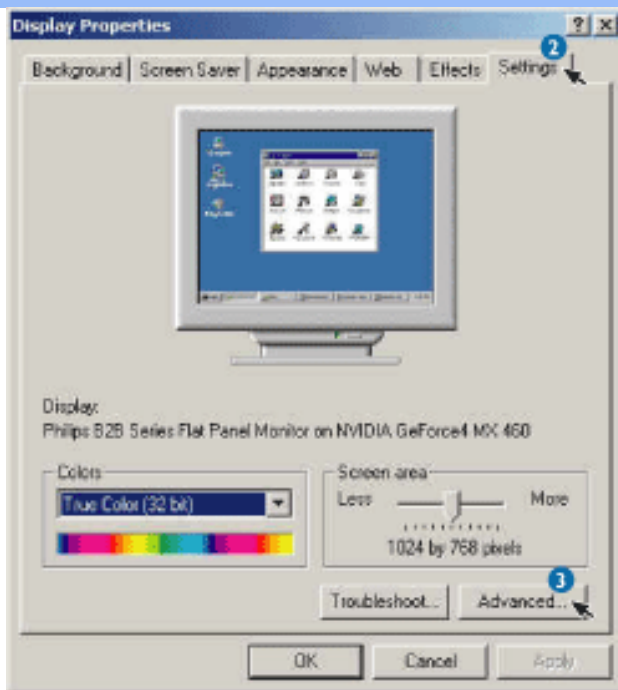 Display Properties
2
Background Screen Saver Appearance Web Effects Settings
Display:
Philips B2B Series Flat Panel Monitor on NVIDIA GeForce4 MX 460
Colors
Screen area
True Color (32 bit)
Less More
1024 by 768 pixels
3
Troubleshoot... Advanced...
OK Cancel Apply